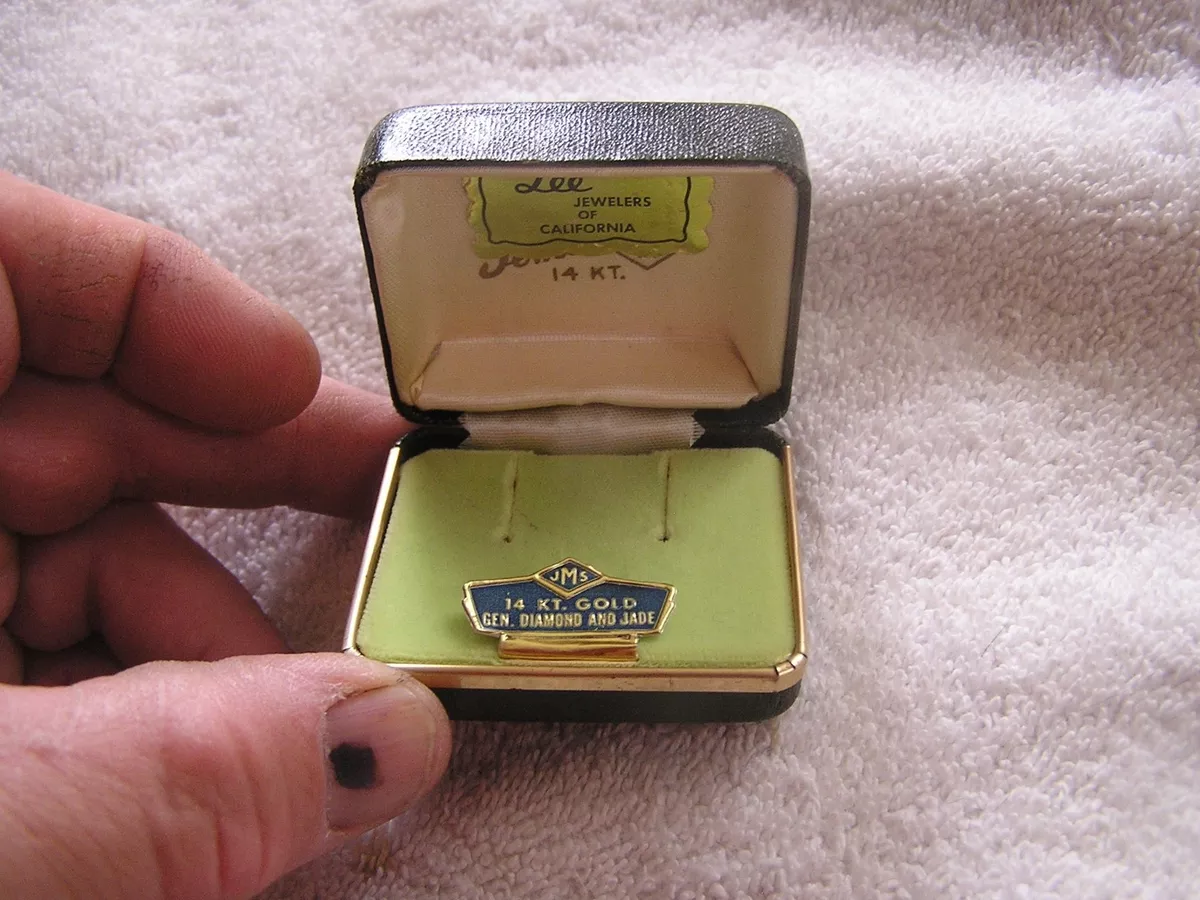 Lee
JEWELERS
OF
CALIFORNIA
14 KT.
JMS
14 KT. GOLD
GEN. DIAMOND AND JADE